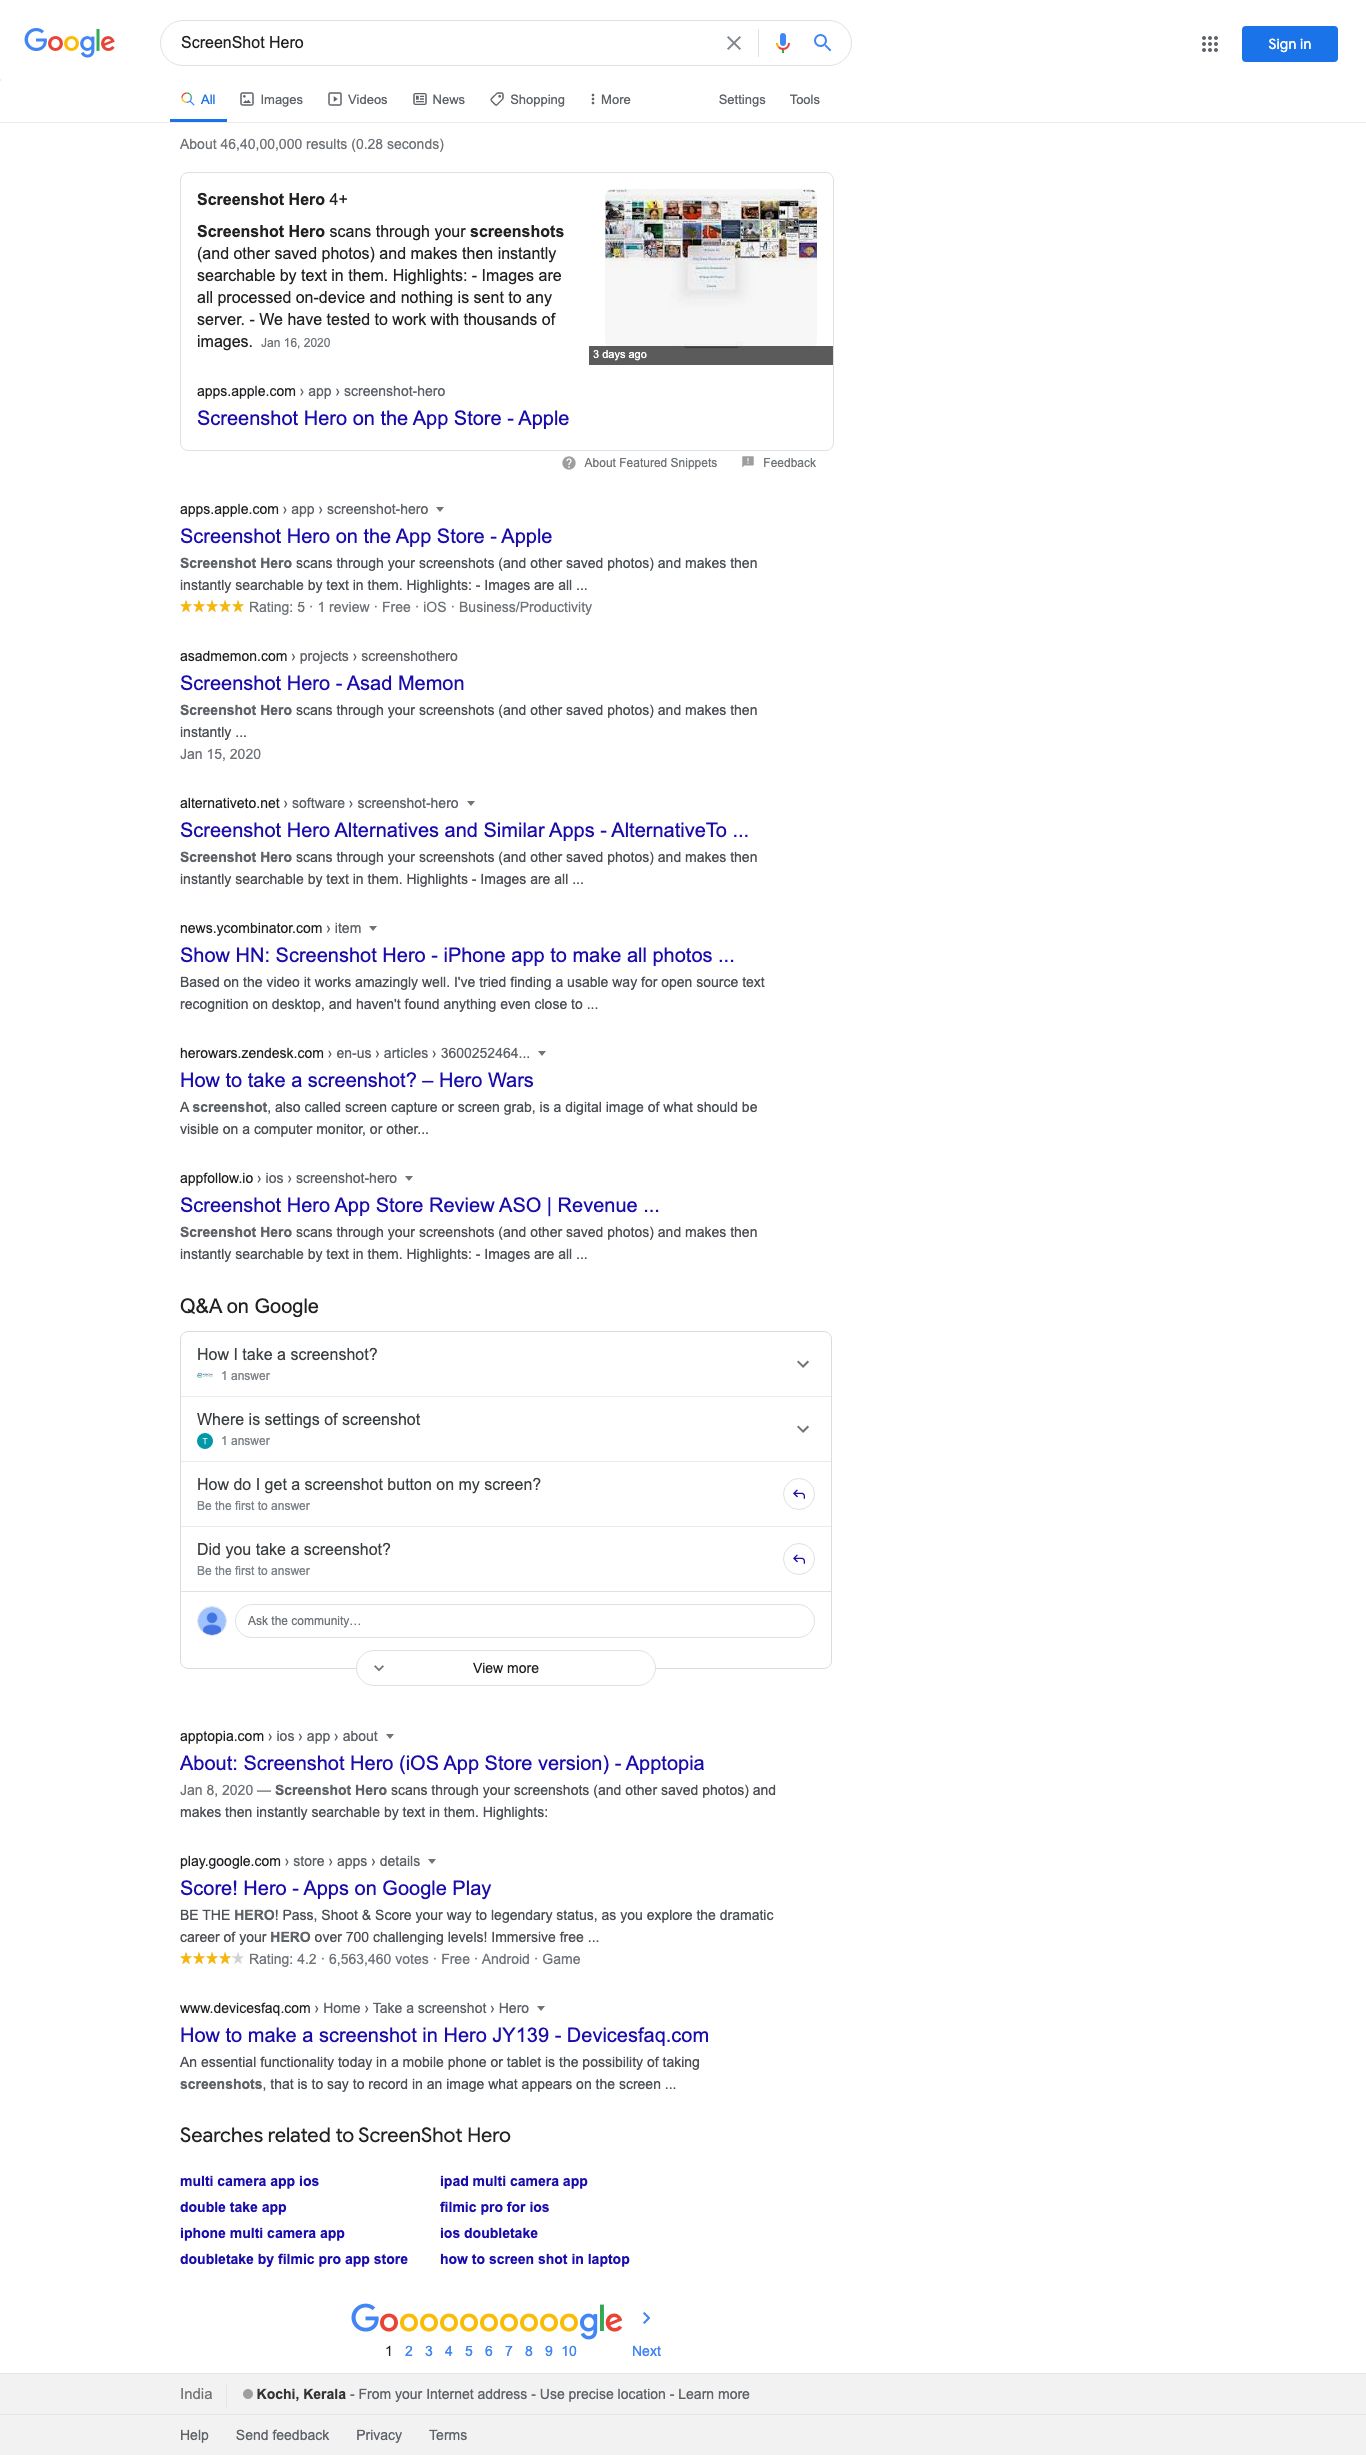 Google
ScreenShot Hero
Sign in
All Images Videos News Shopping More Settings Tools
About 46,40,00,000 results (0.28 seconds)
Screenshot Hero 4+
Screenshot Hero scans through your screenshots
(and other saved photos) and makes then instantly
searchable by text in them. Highlights: - Images are
all processed on-device and nothing is sent to any
server. - We have tested to work with thousands of
images. Jan 16, 2020
3 days ago
apps.apple.com › app › screenshot-hero
Screenshot Hero on the App Store - Apple
About Featured Snippets Feedback
apps.apple.com › app › screenshot-hero
Screenshot Hero on the App Store - Apple
Screenshot Hero scans through your screenshots (and other saved photos) and makes then
instantly searchable by text in them. Highlights: - Images are all ...
Rating: 5 · 1 review · Free · iOS · Business/Productivity
asadmemon.com › projects › screenshothero
Screenshot Hero - Asad Memon
Screenshot Hero scans through your screenshots (and other saved photos) and makes then
instantly ...
Jan 15, 2020
alternativeto.net › software › screenshot-hero
Screenshot Hero Alternatives and Similar Apps - AlternativeTo ...
Screenshot Hero scans through your screenshots (and other saved photos) and makes then
instantly searchable by text in them. Highlights - Images are all ...
news.ycombinator.com › item
Show HN: Screenshot Hero - iPhone app to make all photos ...
Based on the video it works amazingly well. I've tried finding a usable way for open source text
recognition on desktop, and haven't found anything even close to ...
herowars.zendesk.com › en-us › articles › 3600252464...
How to take a screenshot? – Hero Wars
A screenshot, also called screen capture or screen grab, is a digital image of what should be
visible on a computer monitor, or other...
appfollow.io › ios › screenshot-hero
Screenshot Hero App Store Review ASO | Revenue ...
Screenshot Hero scans through your screenshots (and other saved photos) and makes then
instantly searchable by text in them. Highlights: - Images are all ...
Q&A on Google
How I take a screenshot?
1 answer
Where is settings of screenshot
T 1 answer
How do I get a screenshot button on my screen?
Be the first to answer
Did you take a screenshot?
Be the first to answer
Ask the community…
View more
apptopia.com › ios › app › about
About: Screenshot Hero (iOS App Store version) - Apptopia
Jan 8, 2020 — Screenshot Hero scans through your screenshots (and other saved photos) and
makes then instantly searchable by text in them. Highlights:
play.google.com › store › apps › details
Score! Hero - Apps on Google Play
BE THE HERO! Pass, Shoot & Score your way to legendary status, as you explore the dramatic
career of your HERO over 700 challenging levels! Immersive free ...
Rating: 4.2 · 6,563,460 votes · Free · Android · Game
www.devicesfaq.com › Home › Take a screenshot › Hero
How to make a screenshot in Hero JY139 - Devicesfaq.com
An essential functionality today in a mobile phone or tablet is the possibility of taking
screenshots, that is to say to record in an image what appears on the screen ...
Searches related to ScreenShot Hero
multi camera app ios ipad multi camera app
double take app filmic pro for ios
iphone multi camera app ios doubletake
doubletake by filmic pro app store how to screen shot in laptop
Goooooooooogle
1 2 3 4 5 6 7 8 9 10 Next
India Kochi, Kerala - From your Internet address - Use precise location - Learn more
Help Send feedback Privacy Terms